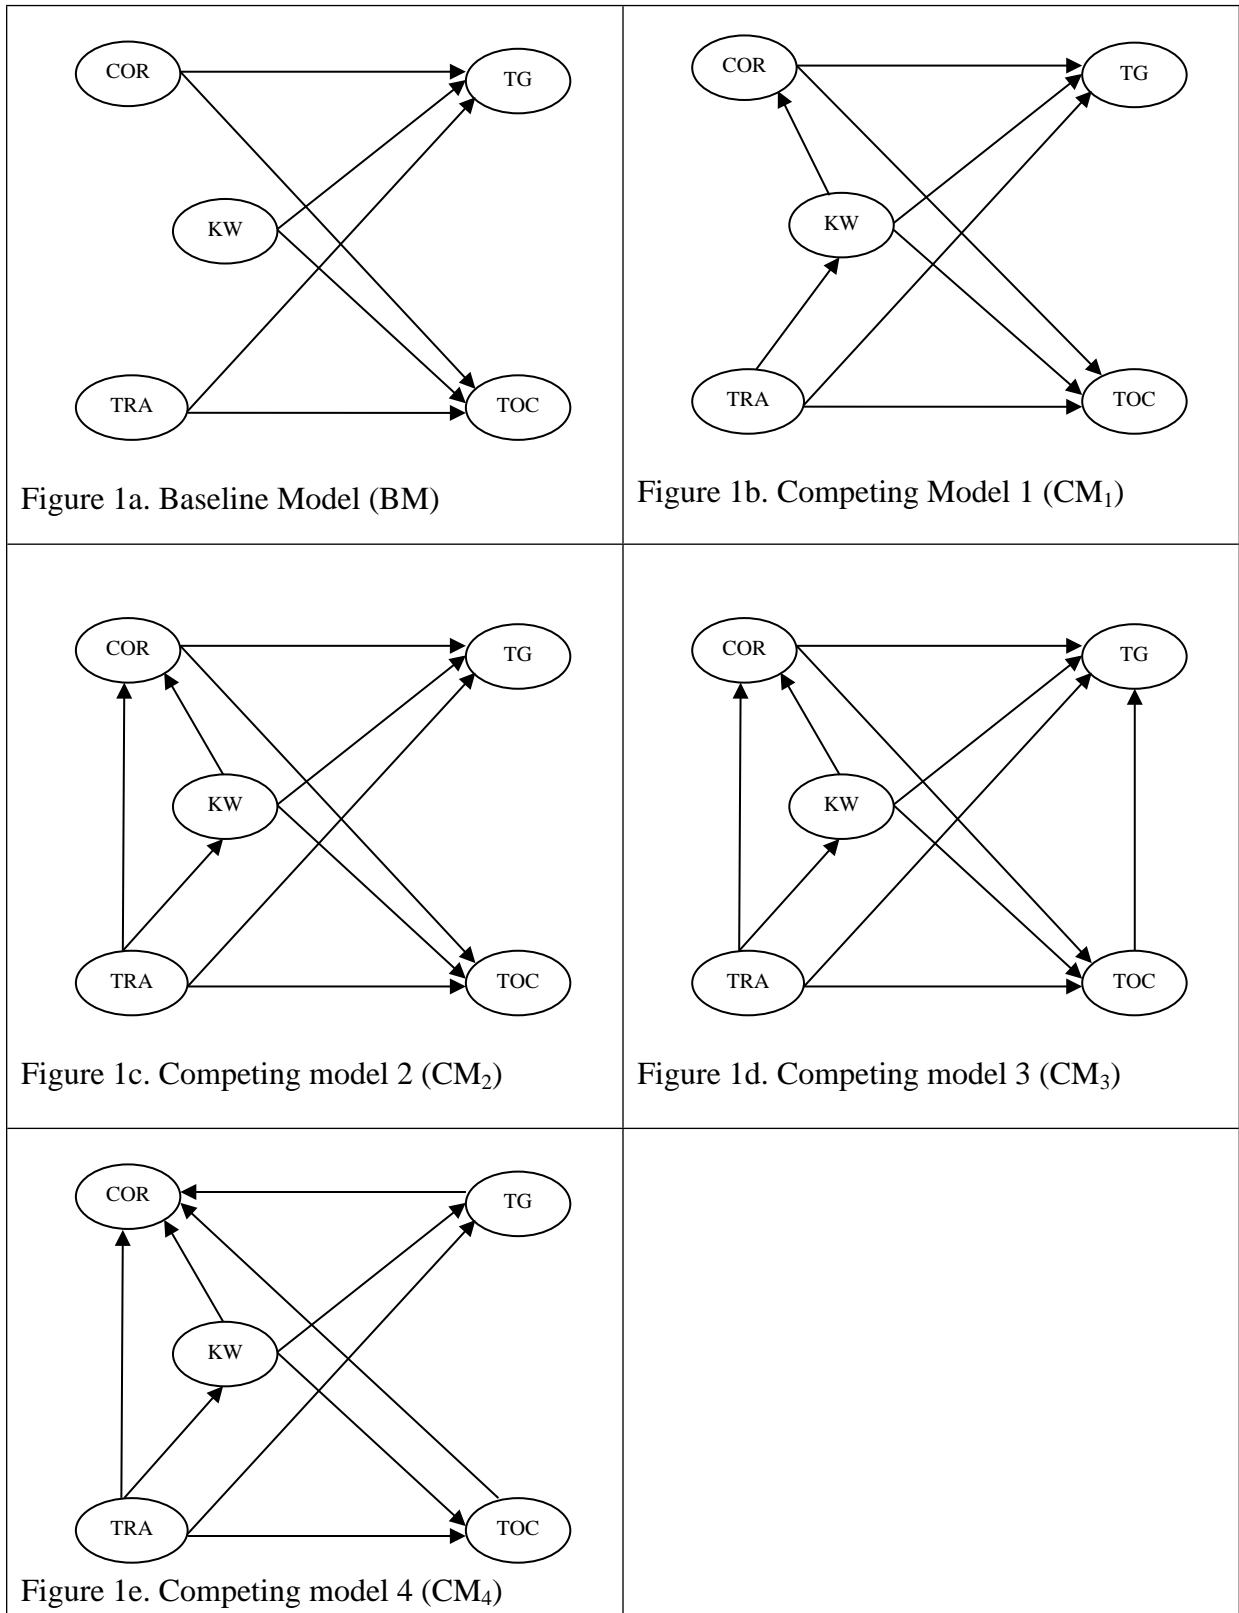 COR
TG
KW
TRA
TOC
Figure 1a. Baseline Model (BM)
COR
TG
KW
TRA
TOC
Figure 1b. Competing Model 1 (CM₁)
COR
TG
KW
TRA
TOC
Figure 1c. Competing model 2 (CM₂)
COR
TG
KW
TRA
TOC
Figure 1d. Competing model 3 (CM₃)
COR
TG
KW
TRA
TOC
Figure 1e. Competing model 4 (CM₄)